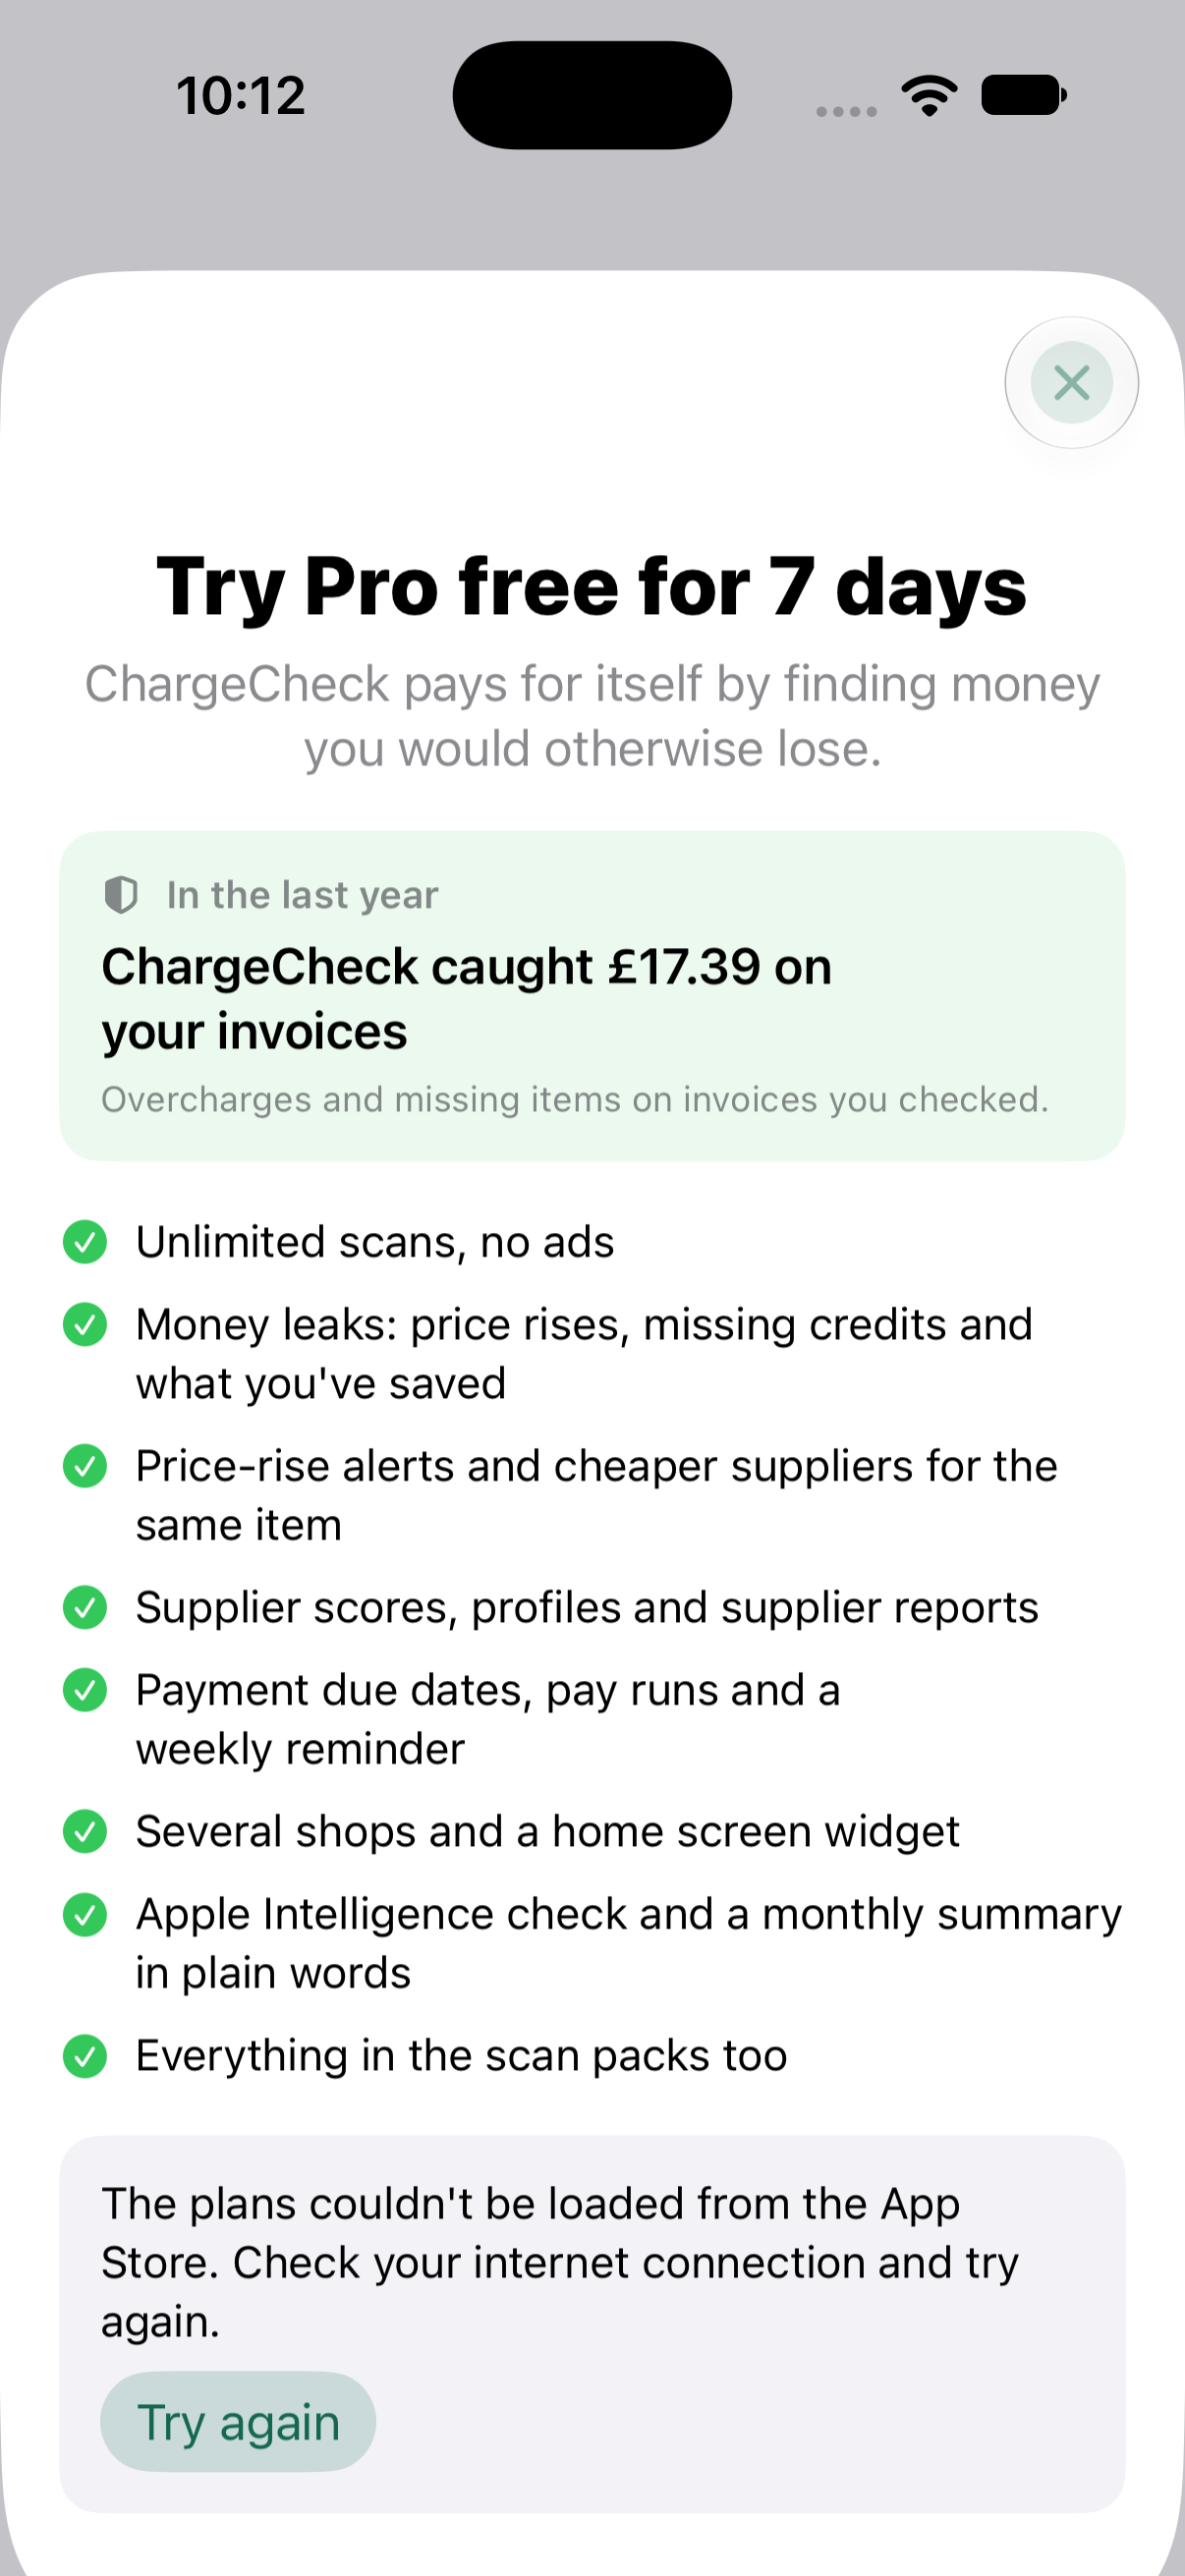 10:12
Try Pro free for 7 days
ChargeCheck pays for itself by finding money
you would otherwise lose.
In the last year
ChargeCheck caught £17.39 on
your invoices
Overcharges and missing items on invoices you checked.
Unlimited scans, no ads
Money leaks: price rises, missing credits and
what you've saved
Price-rise alerts and cheaper suppliers for the
same item
Supplier scores, profiles and supplier reports
Payment due dates, pay runs and a
weekly reminder
Several shops and a home screen widget
Apple Intelligence check and a monthly summary
in plain words
Everything in the scan packs too
The plans couldn't be loaded from the App
Store. Check your internet connection and try
again.
Try again